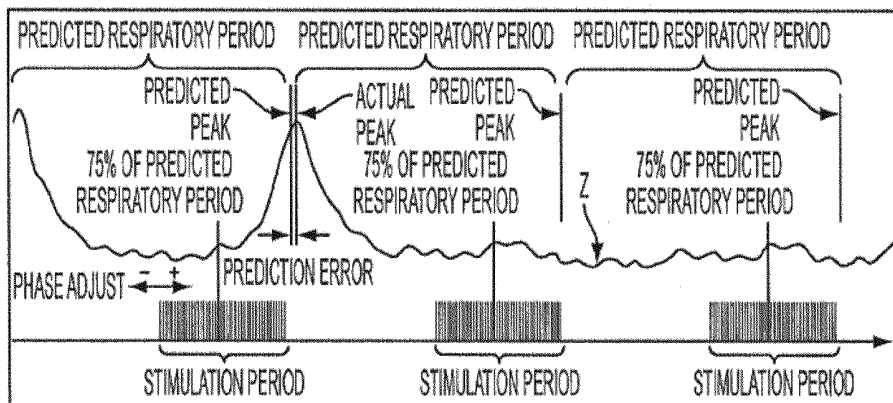 PREDICTED RESPIRATORY PERIOD PREDICTED RESPIRATORY PERIOD PREDICTED RESPIRATORY PERIOD
PREDICTED PEAK
ACTUAL PEAK
PREDICTED PEAK
PREDICTED PEAK
75% OF PREDICTED RESPIRATORY PERIOD
75% OF PREDICTED RESPIRATORY PERIOD
Z
75% OF PREDICTED RESPIRATORY PERIOD
PHASE ADJUST - +
PREDICTION ERROR
STIMULATION PERIOD STIMULATION PERIOD STIMULATION PERIOD